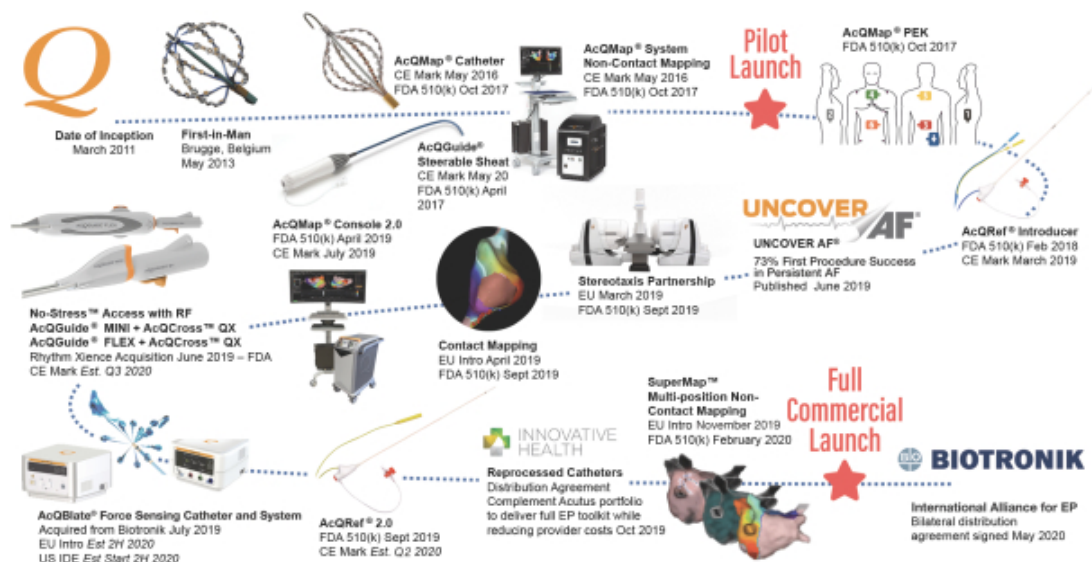 Q
Date of Inception
March 2011
First-in-Man
Brugge, Belgium
May 2013
AcQMap® Catheter
CE Mark May 2016
FDA 510(k) Oct 2017
AcQGuide®
Steerable Sheat
CE Mark May 20
FDA 510(k) April
2017
AcQMap® System
Non-Contact Mapping
CE Mark May 2016
FDA 510(k) Oct 2017
Pilot
Launch
AcQMap® PEK
FDA 510(k) Oct 2017
AcQRef® Introducer
FDA 510(k) Feb 2018
CE Mark March 2019
UNCOVER
AF®
UNCOVER AF®
73% First Procedure Success
in Persistent AF
Published June 2019
Stereotaxis Partnership
EU March 2019
FDA 510(k) Sept 2019
Contact Mapping
EU Intro April 2019
FDA 510(k) Sept 2019
AcQMap® Console 2.0
FDA 510(k) April 2019
CE Mark July 2019
No-Stress™ Access with RF
AcQGuide® MINI + AcQCross™ QX
AcQGuide® FLEX + AcQCross™ QX
Rhythm Xience Acquisition June 2019 – FDA
CE Mark Est. Q3 2020
AcQBlate® Force Sensing Catheter and System
Acquired from Biotronik July 2019
EU Intro Est 2H 2020
US IDE Est Start 2H 2020
AcQRef® 2.0
FDA 510(k) Sept 2019
CE Mark Est. Q2 2020
INNOVATIVE
HEALTH
Reprocessed Catheters
Distribution Agreement
Complement Acutus portfolio
to deliver full EP toolkit while
reducing provider costs Oct 2019
SuperMap™
Multi-position Non-
Contact Mapping
EU Intro November 2019
FDA 510(k) February 2020
Full
Commercial
Launch
BIO
BIOTRONIK
International Alliance for EP
Bilateral distribution
agreement signed May 2020